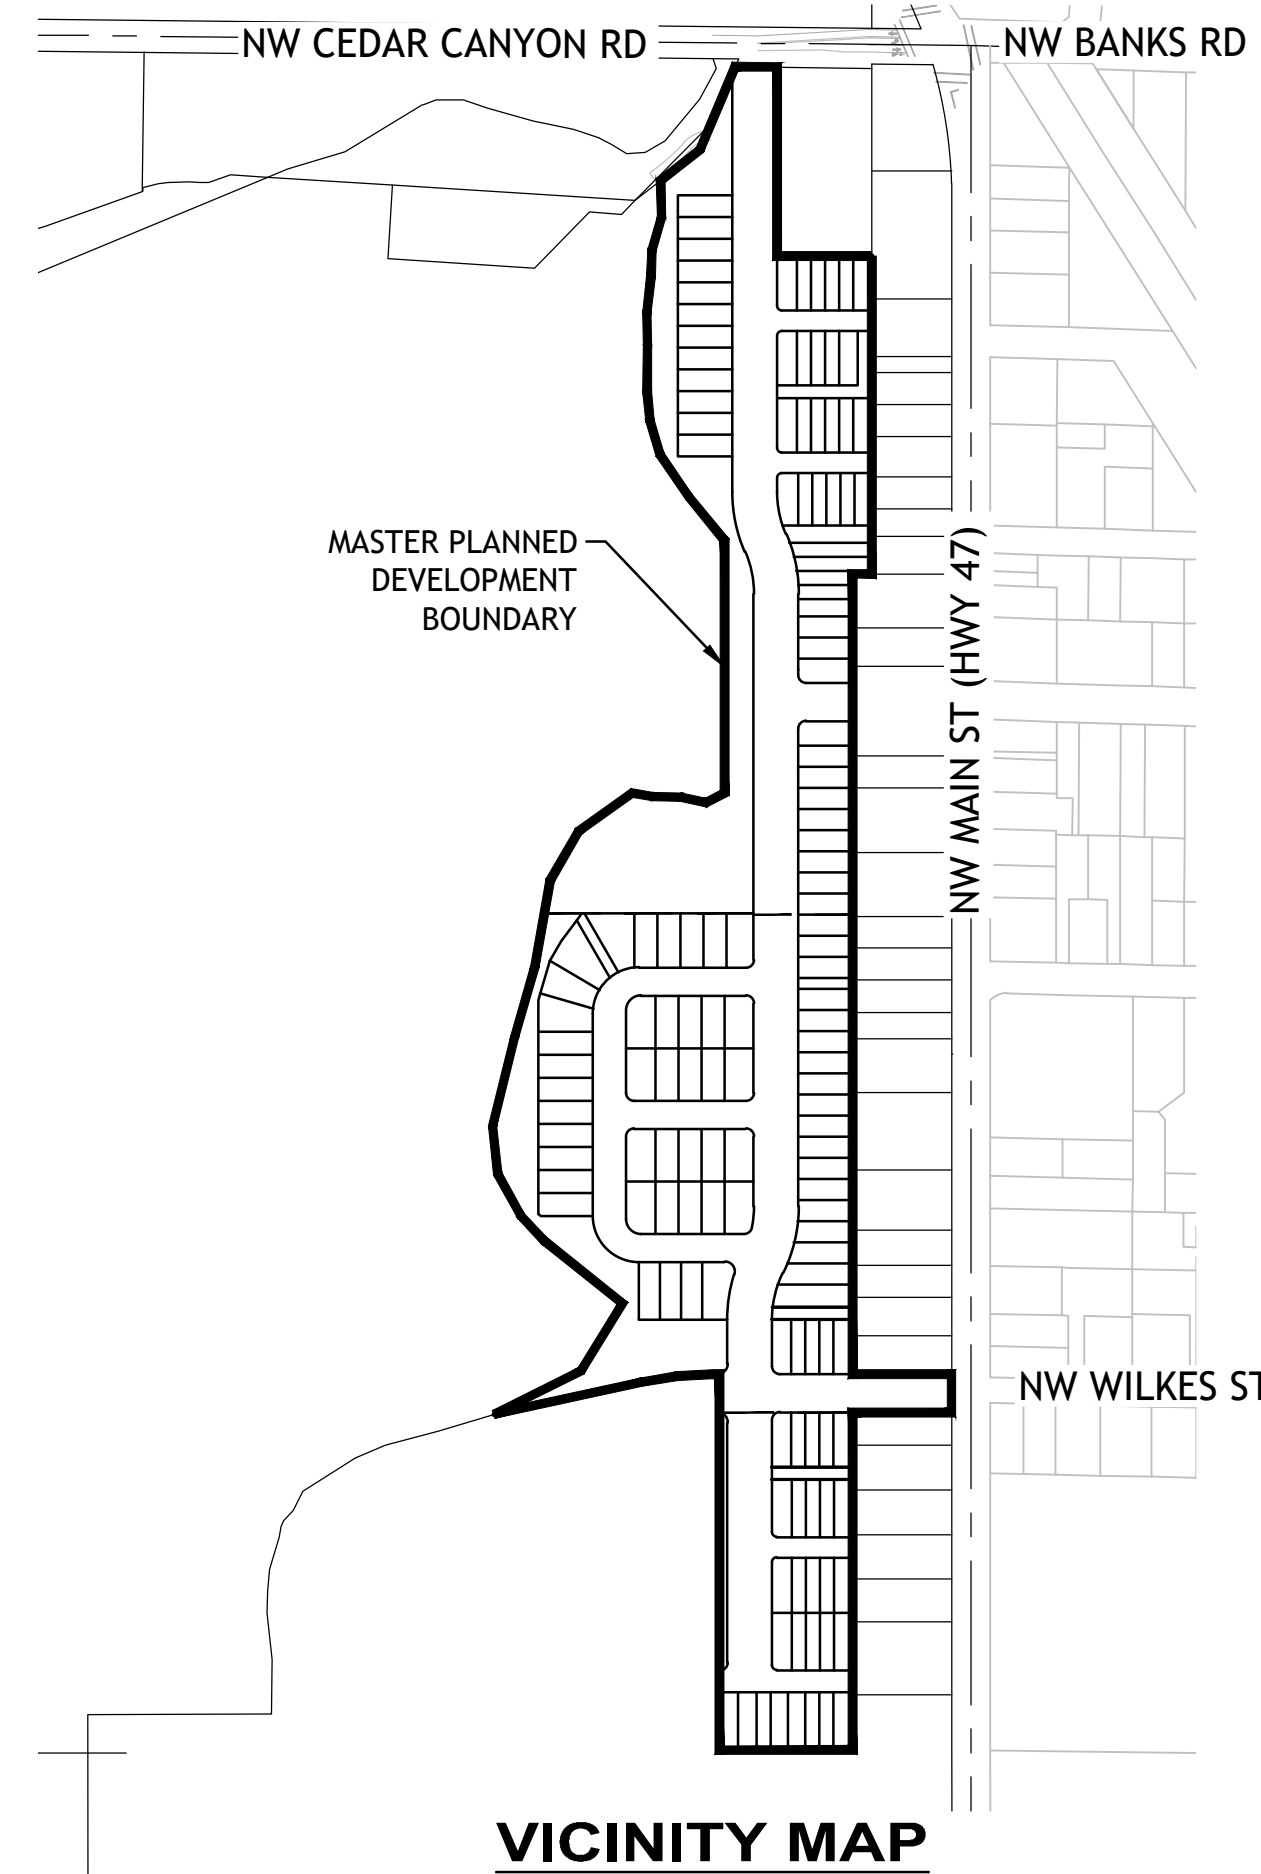 NW CEDAR CANYON RD
NW BANKS RD
MASTER PLANNED
DEVELOPMENT
BOUNDARY
NW MAIN ST (HWY 47)
NW WILKES ST
VICINITY MAP